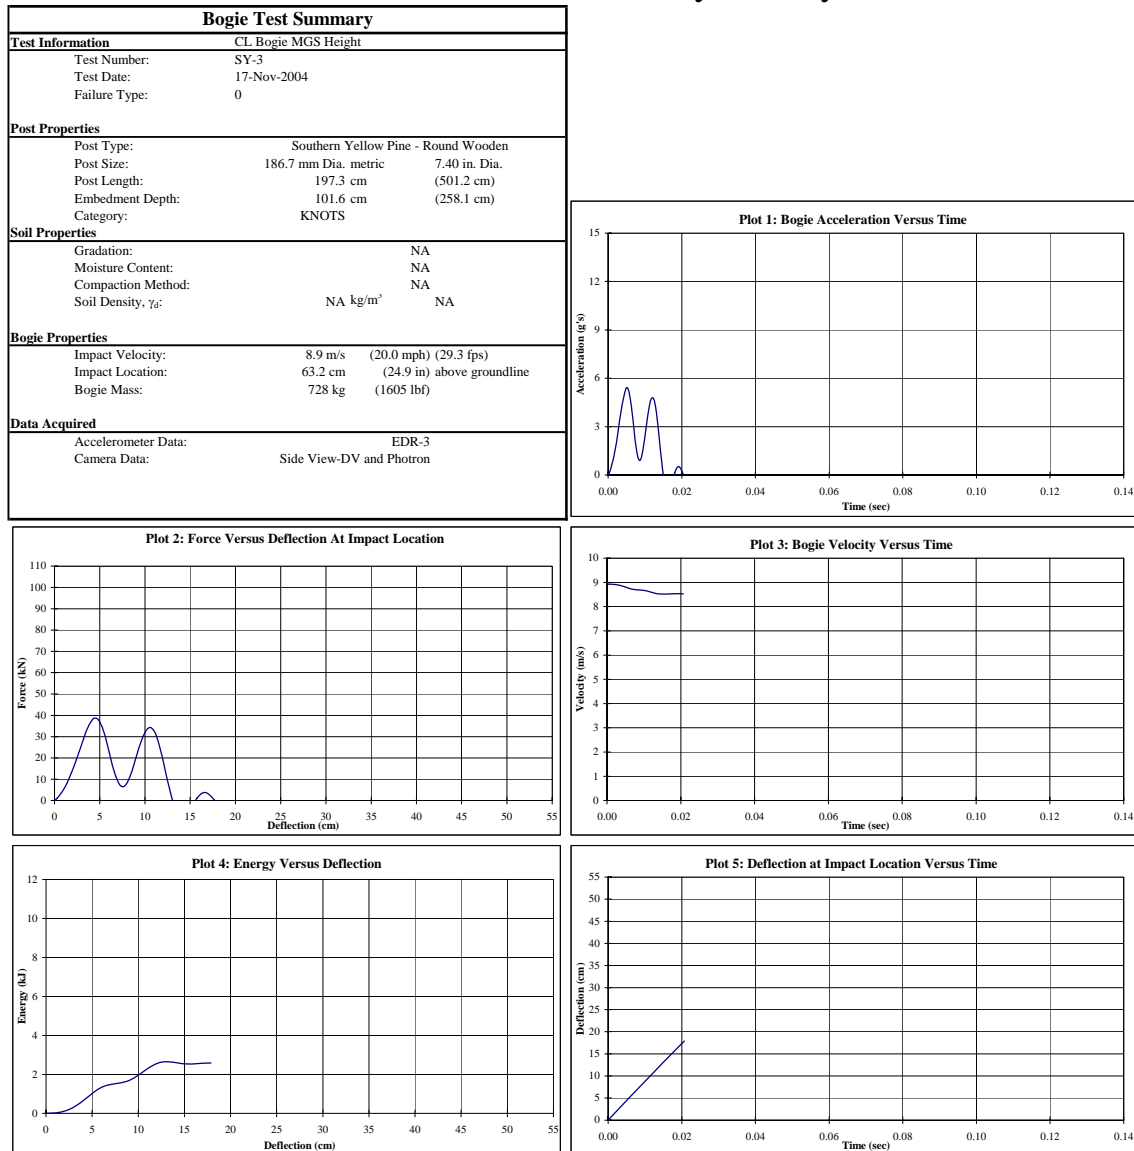 Bogie Test Summary
Test Information CL Bogie MGS Height
Test Number: SY-3
Test Date: 17-Nov-2004
Failure Type: 0
Post Properties
Post Type: Southern Yellow Pine - Round Wooden
Post Size: 186.7 mm Dia. metric 7.40 in. Dia.
Post Length: 197.3 cm (501.2 cm)
Embedment Depth: 101.6 cm (258.1 cm)
Category: KNOTS
Soil Properties
Gradation: NA
Moisture Content: NA
Compaction Method: NA
Soil Density, γd: NA kg/m³ NA
Bogie Properties
Impact Velocity: 8.9 m/s (20.0 mph) (29.3 fps)
Impact Location: 63.2 cm (24.9 in) above groundline
Bogie Mass: 728 kg (1605 lbf)
Data Acquired
Accelerometer Data: EDR-3
Camera Data: Side View-DV and Photron
Plot 1: Bogie Acceleration Versus Time
15
12
9
6
3
0
Acceleration (g's)
0.00 0.02 0.04 0.06 0.08 0.10 0.12 0.14
Time (sec)
Plot 2: Force Versus Deflection At Impact Location
110
100
90
80
70
60
50
40
30
20
10
0
Force (kN)
0 5 10 15 20 25 30 35 40 45 50 55
Deflection (cm)
Plot 3: Bogie Velocity Versus Time
10
9
8
7
6
5
4
3
2
1
0
Velocity (m/s)
0.00 0.02 0.04 0.06 0.08 0.10 0.12 0.14
Time (sec)
Plot 4: Energy Versus Deflection
12
10
8
6
4
2
0
Energy (kJ)
0 5 10 15 20 25 30 35 40 45 50 55
Deflection (cm)
Plot 5: Deflection at Impact Location Versus Time
55
50
45
40
35
30
25
20
15
10
5
0
Deflection (cm)
0.00 0.02 0.04 0.06 0.08 0.10 0.12 0.14
Time (sec)